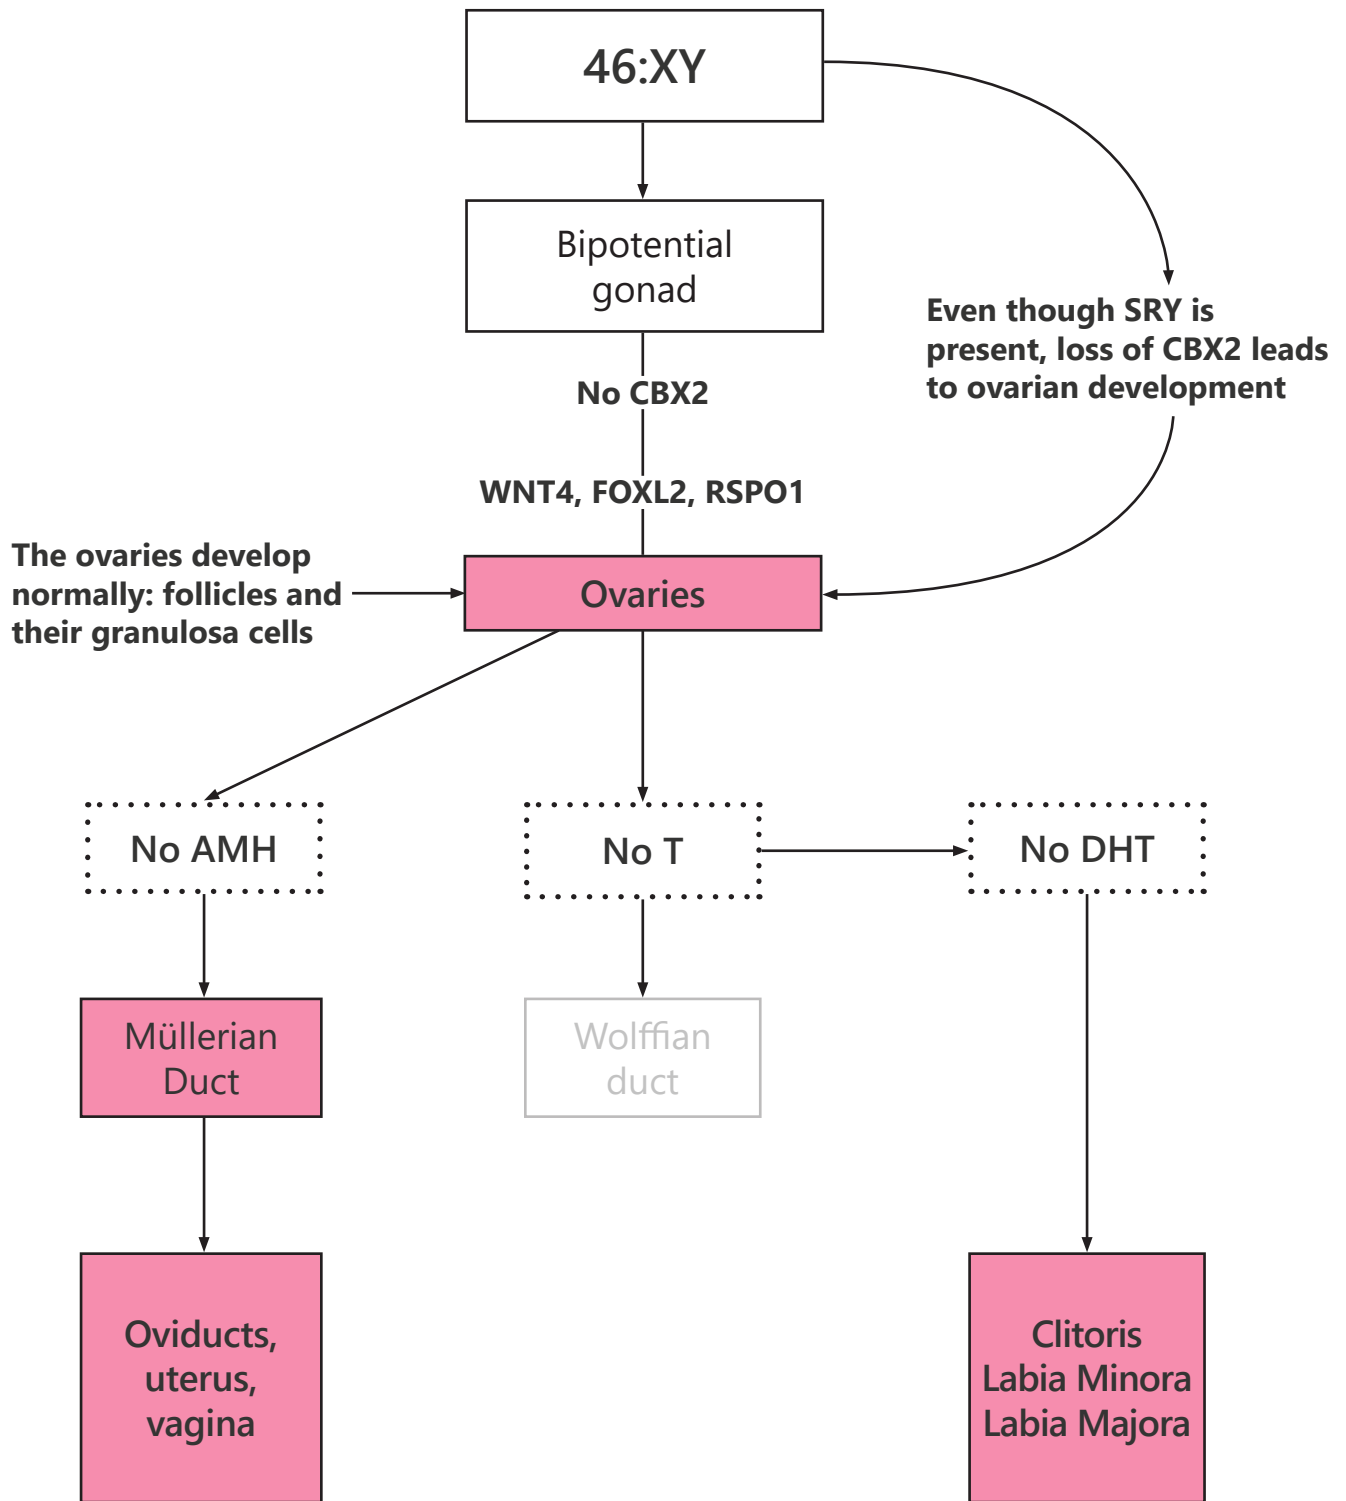 46:XY
Bipotential
gonad
Even though SRY is
present, loss of CBX2 leads
to ovarian development
No CBX2
WNT4, FOXL2, RSPO1
The ovaries develop
normally: follicles and
their granulosa cells
Ovaries
No AMH
No T
No DHT
Müllerian
Duct
Wolffian
duct
Oviducts,
uterus,
vagina
Clitoris
Labia Minora
Labia Majora